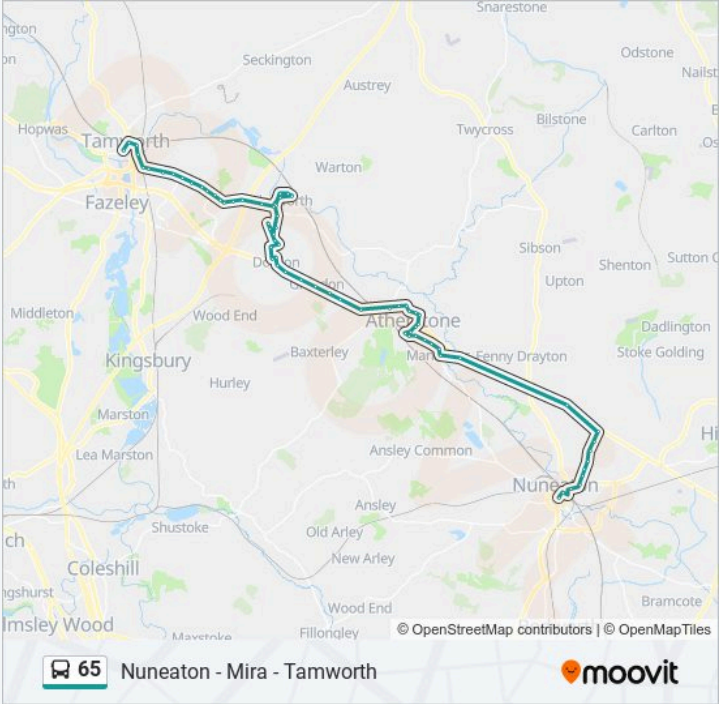 Snarestone
Seckington
Odstone
Austrey
Bilstone
Twycross
Carlton
Hopwas
Tamworth
Warton
Fazeley
Sibson
Shenton
Upton
Middleton
Wood End
Atherstone
Dadlington
Baxterley
Fenny Drayton
Stoke Golding
Kingsbury
Hurley
Marston
Ansley Common
Lea Marston
Nuneaton
Ansley
Shustoke
Old Arley
New Arley
Coleshill
Wood End
Bramcote
Maxstoke
Fillongley
© OpenStreetMap contributors | © OpenMapTiles
65 Nuneaton - Mira - Tamworth
moovit